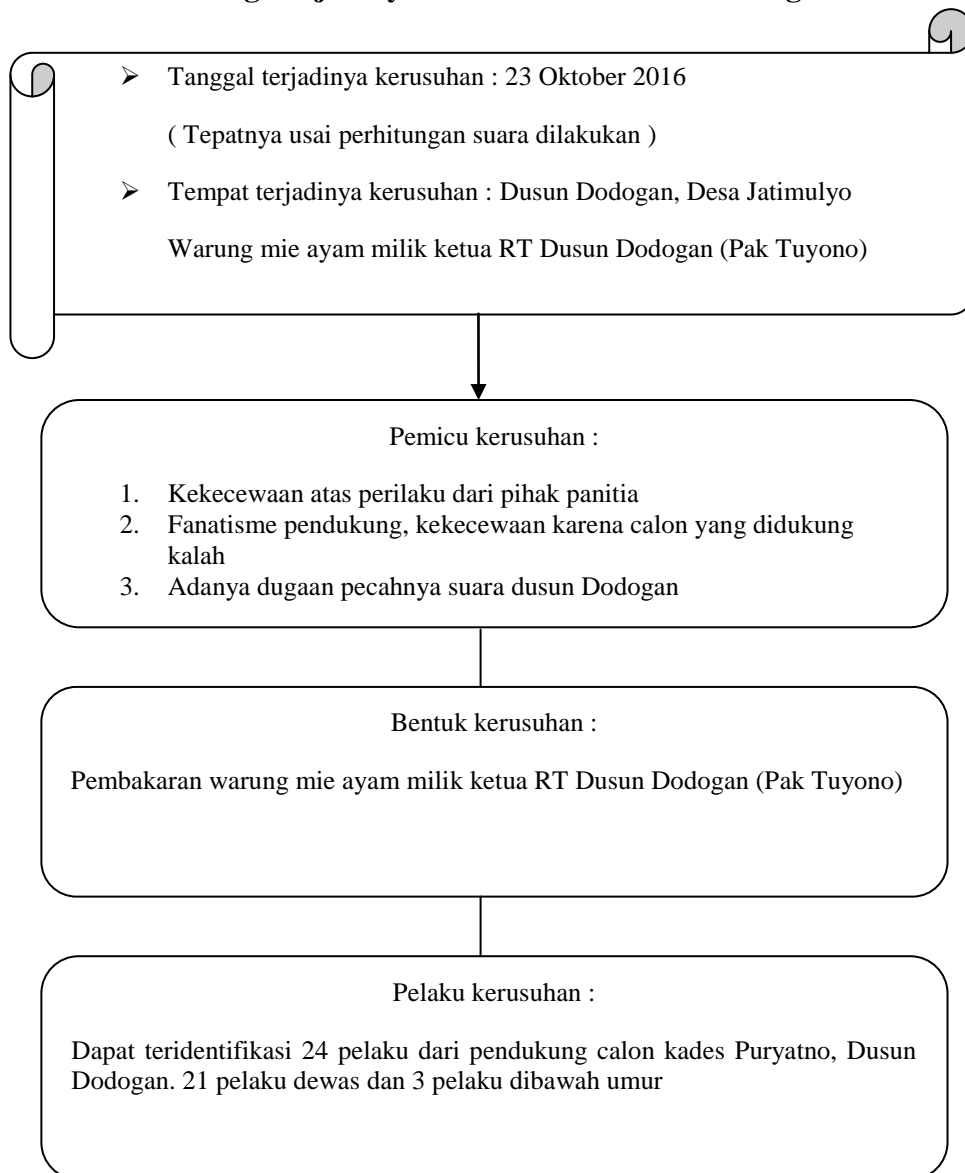 ➢ Tanggal terjadinya kerusuhan : 23 Oktober 2016
( Tepatnya usai perhitungan suara dilakukan )
➢ Tempat terjadinya kerusuhan : Dusun Dodogan, Desa Jatimulyo
Warung mie ayam milik ketua RT Dusun Dodogan (Pak Tuyono)
Pemicu kerusuhan :
1. Kekecewaan atas perilaku dari pihak panitia
2. Fanatisme pendukung, kekecewaan karena calon yang didukung
kalah
3. Adanya dugaan pecahnya suara dusun Dodogan
Bentuk kerusuhan :
Pembakaran warung mie ayam milik ketua RT Dusun Dodogan (Pak Tuyono)
Pelaku kerusuhan :
Dapat teridentifikasi 24 pelaku dari pendukung calon kades Puryatno, Dusun
Dodogan. 21 pelaku dewas dan 3 pelaku dibawah umur